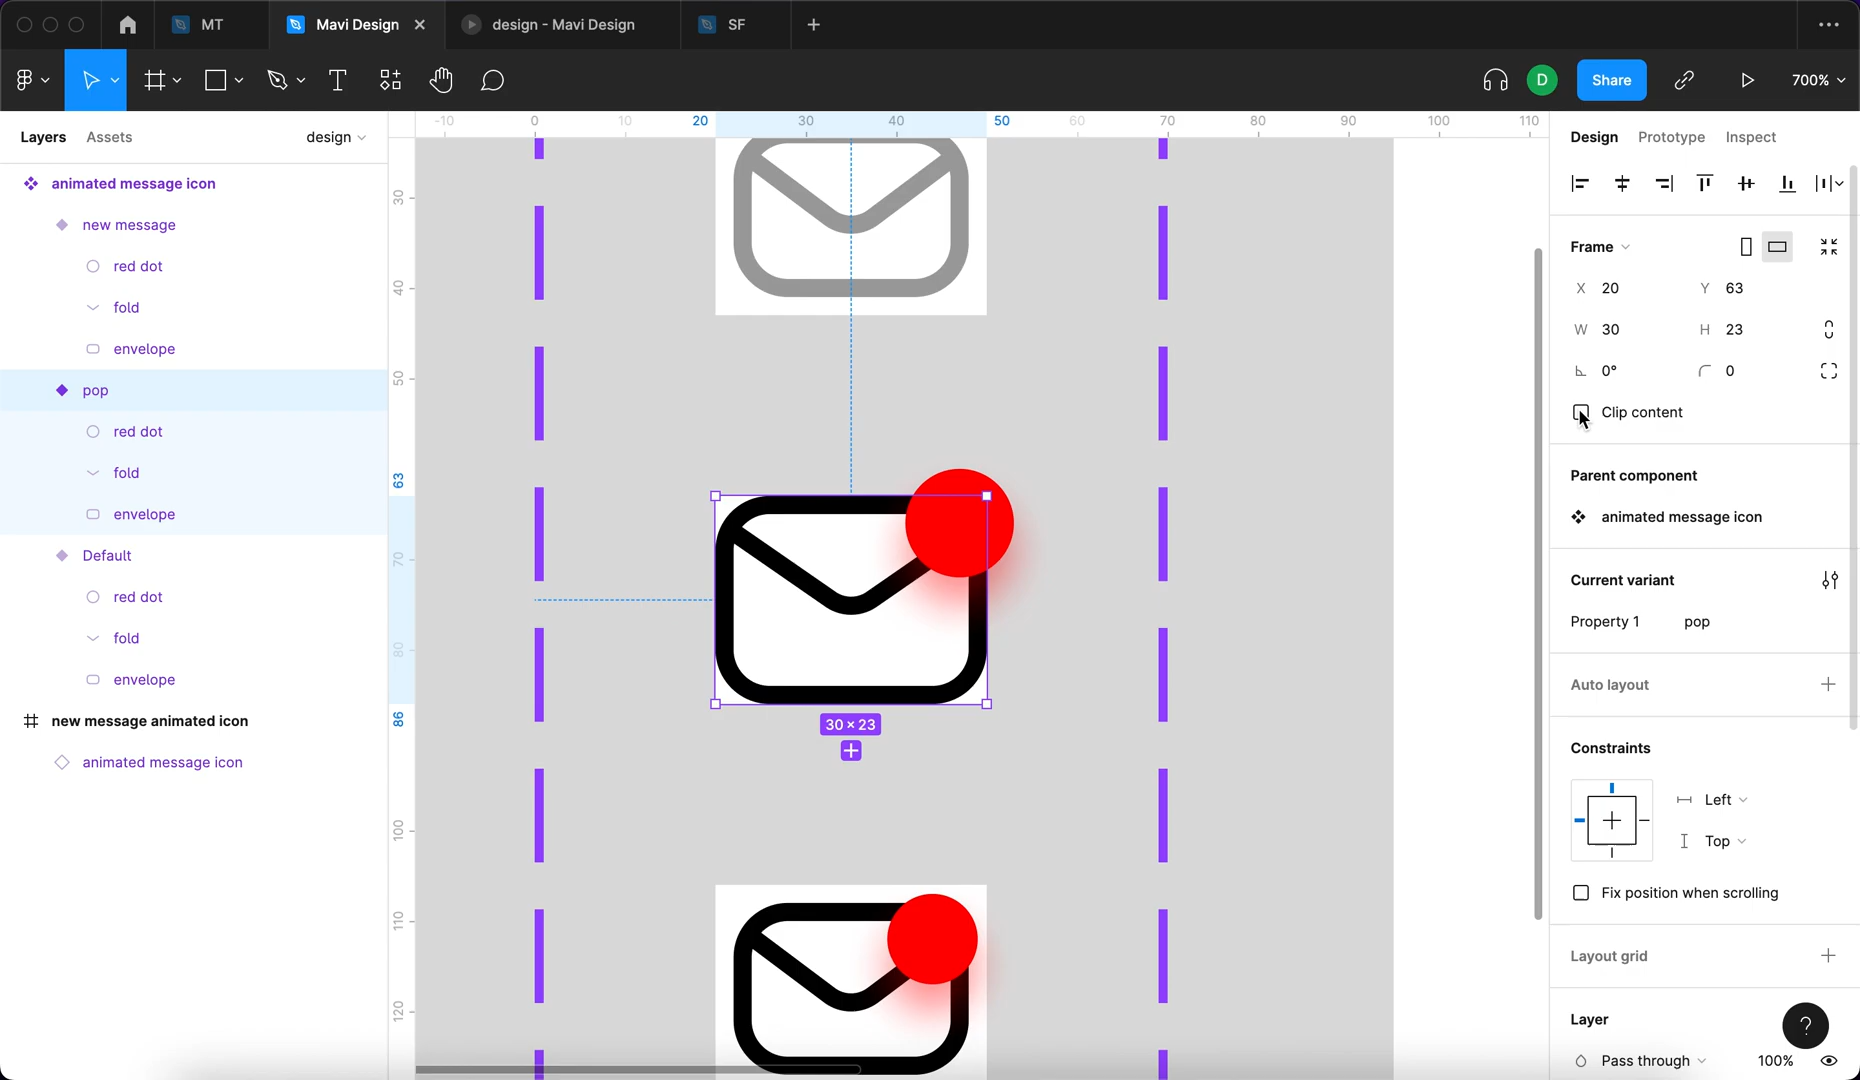 MT
Mavi Design
design - Mavi Design
SF
D
Share
700%
Layers
Assets
design
-10
0
10
20
30
40
50
60
70
80
90
100
110
Design
Prototype
Inspect
animated message icon
new message
red dot
fold
envelope
pop
red dot
fold
envelope
Default
red dot
fold
envelope
new message animated icon
animated message icon
30
40
50
63
70
80
86
100
110
120
30 × 23
Frame
X 20
Y 63
W 30
H 23
0°
0
Clip content
Parent component
animated message icon
Current variant
Property 1
pop
Auto layout
Constraints
Left
Top
Fix position when scrolling
Layout grid
Layer
?
Pass through
100%